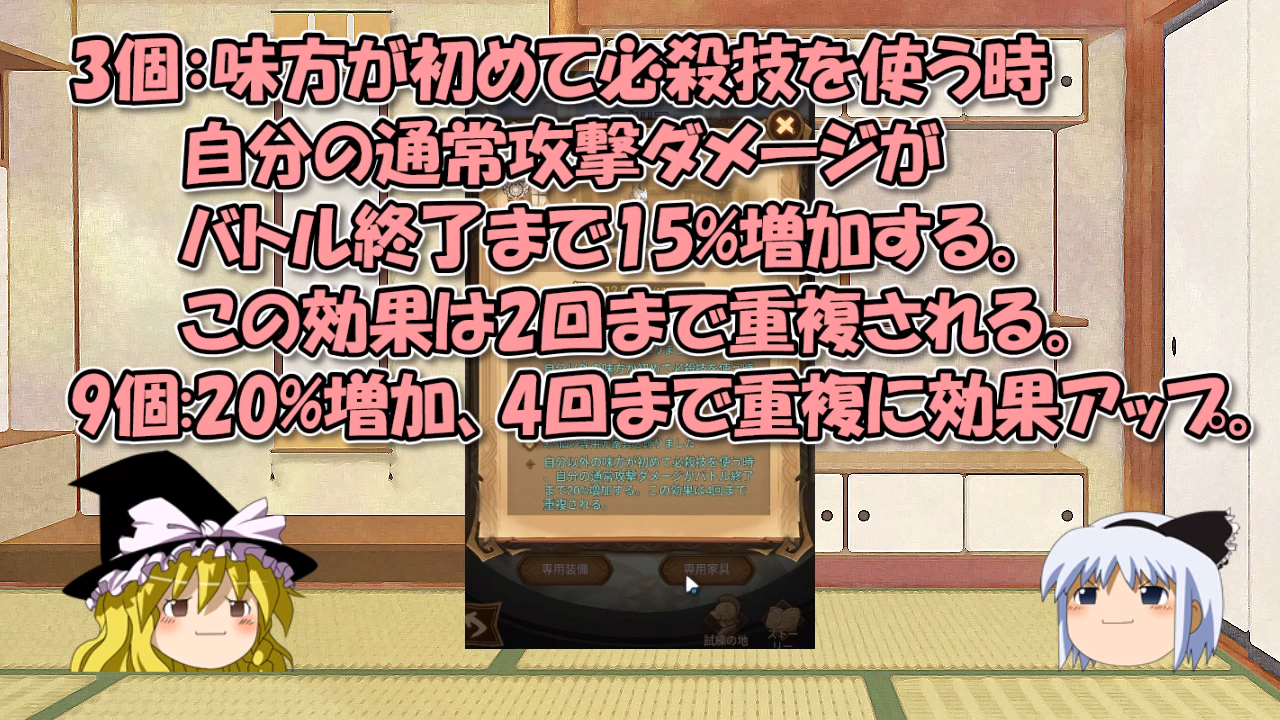 3個：味方が初めて必殺技を使う時
自分の通常攻撃ダメージが
バトル終了まで15%増加する。
この効果は2回まで重複される。
9個:20%増加、4回まで重複に効果アップ。
自分以外の味方が初めて必殺技を使う時
、自分の通常攻撃ダメージがバトル終了
まで20%増加する。この効果は4回まで
重複される。
専用装備
専用家具
試練の地
ストー
リー